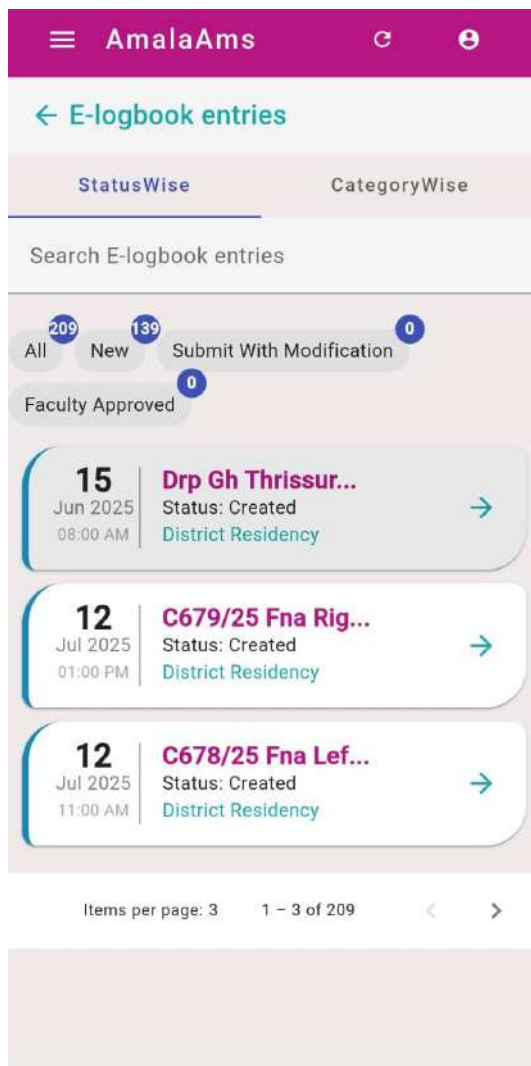 AmalaAms
E-logbook entries
StatusWise CategoryWise
Search E-logbook entries
All 209 New 139 Submit With Modification 0
Faculty Approved 0
15
Jun 2025
08:00 AM
Drp Gh Thrissur...
Status: Created
District Residency
12
Jul 2025
01:00 PM
C679/25 Fna Rig...
Status: Created
District Residency
12
Jul 2025
11:00 AM
C678/25 Fna Lef...
Status: Created
District Residency
Items per page: 3 1 – 3 of 209